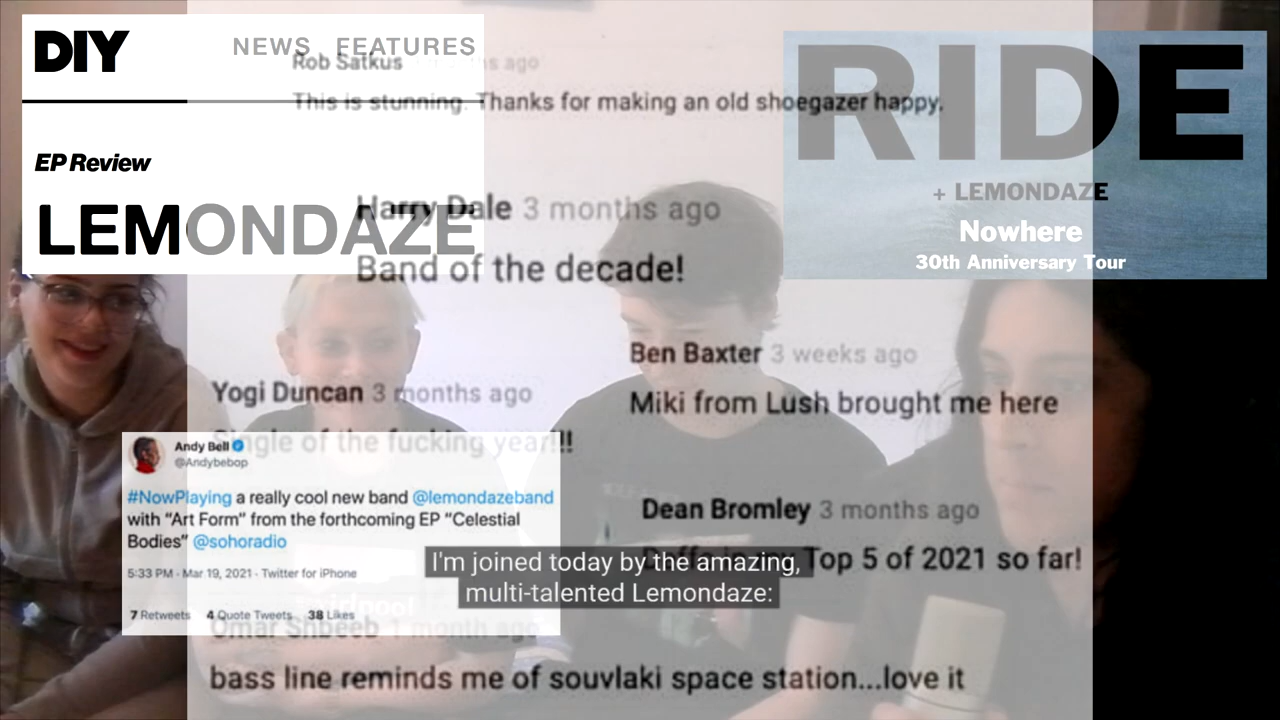 DIY
NEWS FEATURES
EP Review
LEMONDAZE
RIDE
+ LEMONDAZE
Nowhere
30th Anniversary Tour
Rob Satkus
ago
This is stunning. Thanks for making an old shoegazer happy.
Harry Dale 3 months ago
Band of the decade!
Ben Baxter 3 weeks ago
Miki from Lush brought me here
Yogi Duncan 3 months ago
Single of the fucking year!!!
Andy Bell
@Andybebop
#NowPlaying a really cool new band @lemondazeband
with “Art Form” from the forthcoming EP “Celestial
Bodies” @sohoradio
5:33 PM · Mar 19, 2021 · Twitter for iPhone
7 Retweets 4 Quote Tweets 38 Likes
Dean Bromley 3 months ago
Top 5 of 2021 so far!
I'm joined today by the amazing,
multi-talented Lemondaze:
Omar Shbeeb 1 month ago
bass line reminds me of souvlaki space station...love it